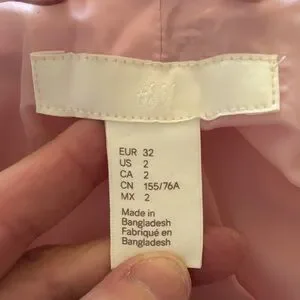 H&M
EUR 32
US 2
CA 2
CN 155/76A
MX 2
Made in
Bangladesh
Fabriqué en
Bangladesh